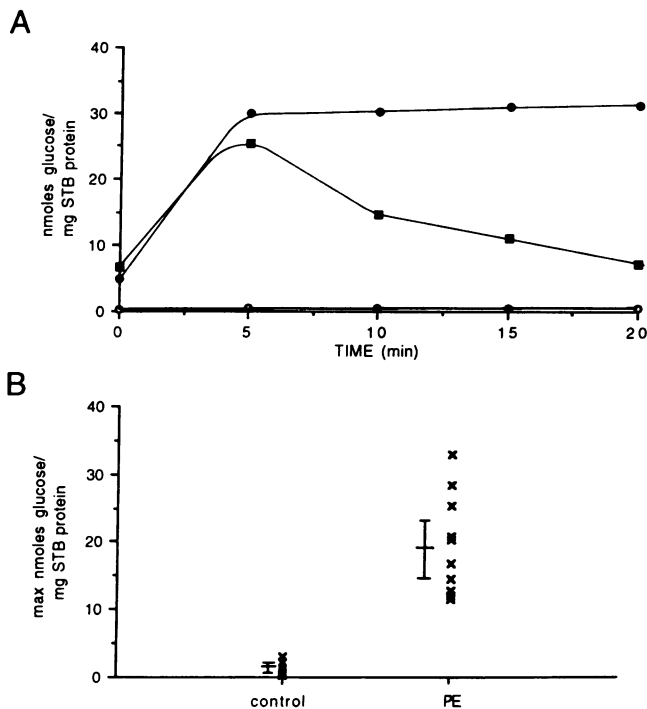 A
nmoles glucose/
mg STB protein
40
30
20
10
0
0 5 10 15 20
TIME (min)
B
max nmoles glucose/
mg STB protein
40
30
20
10
0
control PE